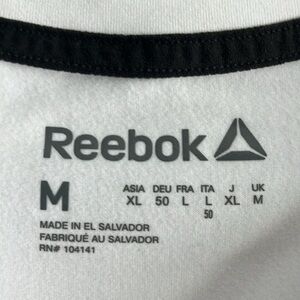 Reebok
M
ASIA DEU FRA ITA J UK
XL 50 L L XL M
50
MADE IN EL SALVADOR
FABRIQUÉ AU SALVADOR
RN# 104141